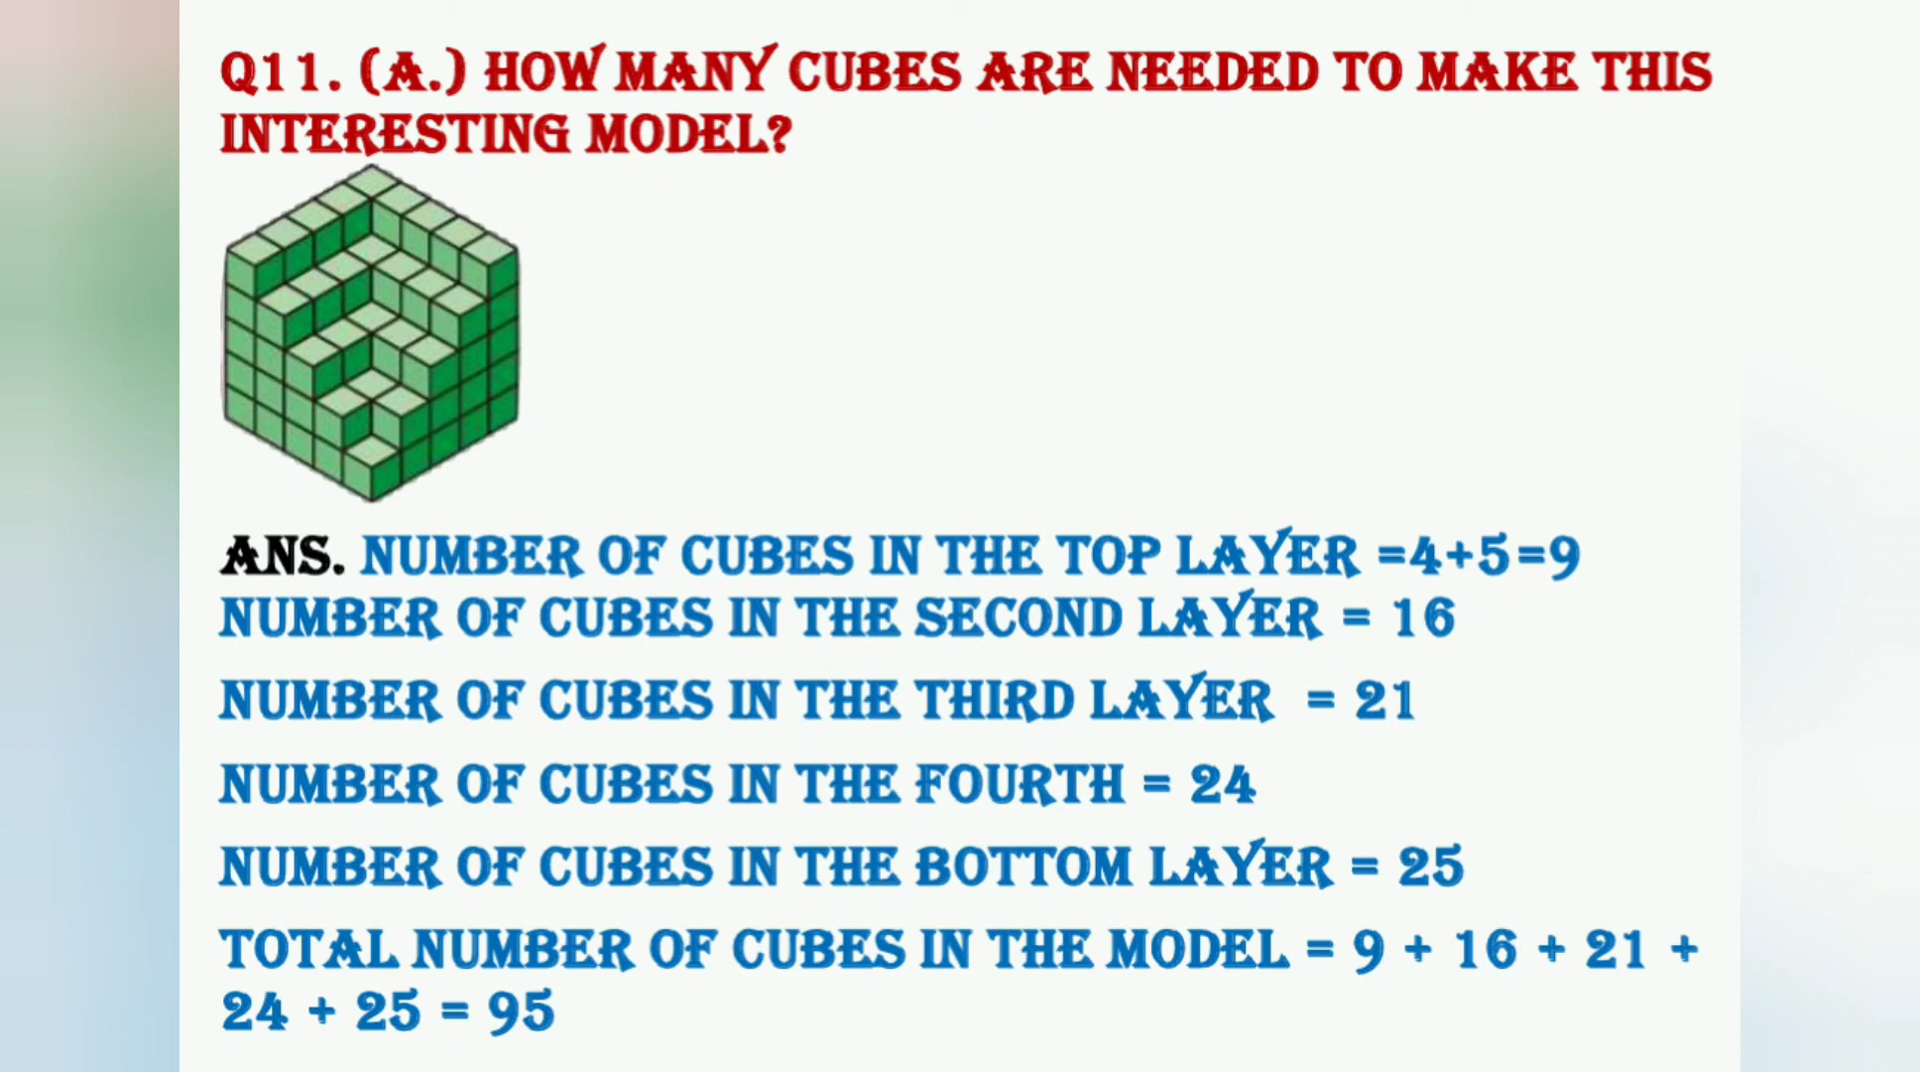 Q11. (A.) HOW MANY CUBES ARE NEEDED TO MAKE THIS
INTERESTING MODEL?
ANS. NUMBER OF CUBES IN THE TOP LAYER =4+5=9
NUMBER OF CUBES IN THE SECOND LAYER = 16
NUMBER OF CUBES IN THE THIRD LAYER = 21
NUMBER OF CUBES IN THE FOURTH = 24
NUMBER OF CUBES IN THE BOTTOM LAYER = 25
TOTAL NUMBER OF CUBES IN THE MODEL = 9 + 16 + 21 +
24 + 25 = 95